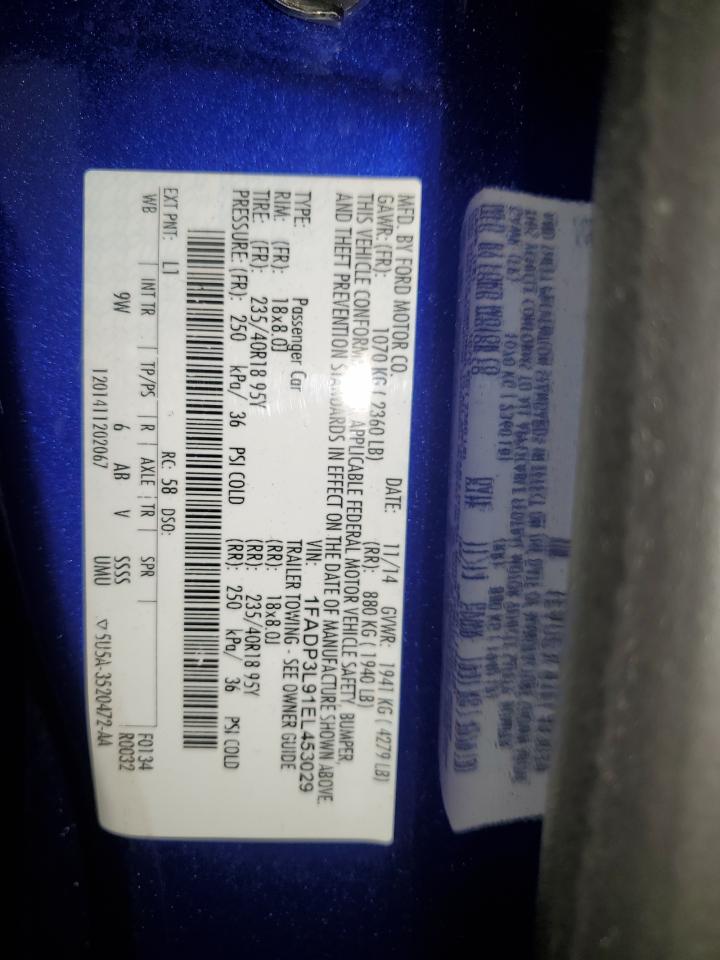 MFD. BY FORD MOTOR CO.
DATE: 11/14 GVWR: 1941 KG ( 4279 LB)
GAWR: (FR): 1070 KG ( 2360 LB) (RR): 880 KG ( 1940 LB)
THIS VEHICLE CONFORMS APPLICABLE FEDERAL MOTOR VEHICLE SAFETY, BUMPER,
AND THEFT PREVENTION STANDARDS IN EFFECT ON THE DATE OF MANUFACTURE SHOWN ABOVE.
VIN: 1FADP3L91EL453029
TYPE: Passenger Car TRAILER TOWING - SEE OWNER GUIDE
RIM: (FR): 18x8.0J (RR): 18x8.0J
TIRE: (FR): 235/40R18 95Y (RR): 235/40R18 95Y
PRESSURE: (FR): 250 kPa/ 36 PSI COLD (RR): 250 kPa/ 36 PSI COLD
EXT PNT: L1 RC: 58 DSO:
WB INT TR TP/PS R AXLE TR SPR F0134
9W 6 AB V SSSS R0032
12014112020​67 UMU ▽5U5A-3520472-AA